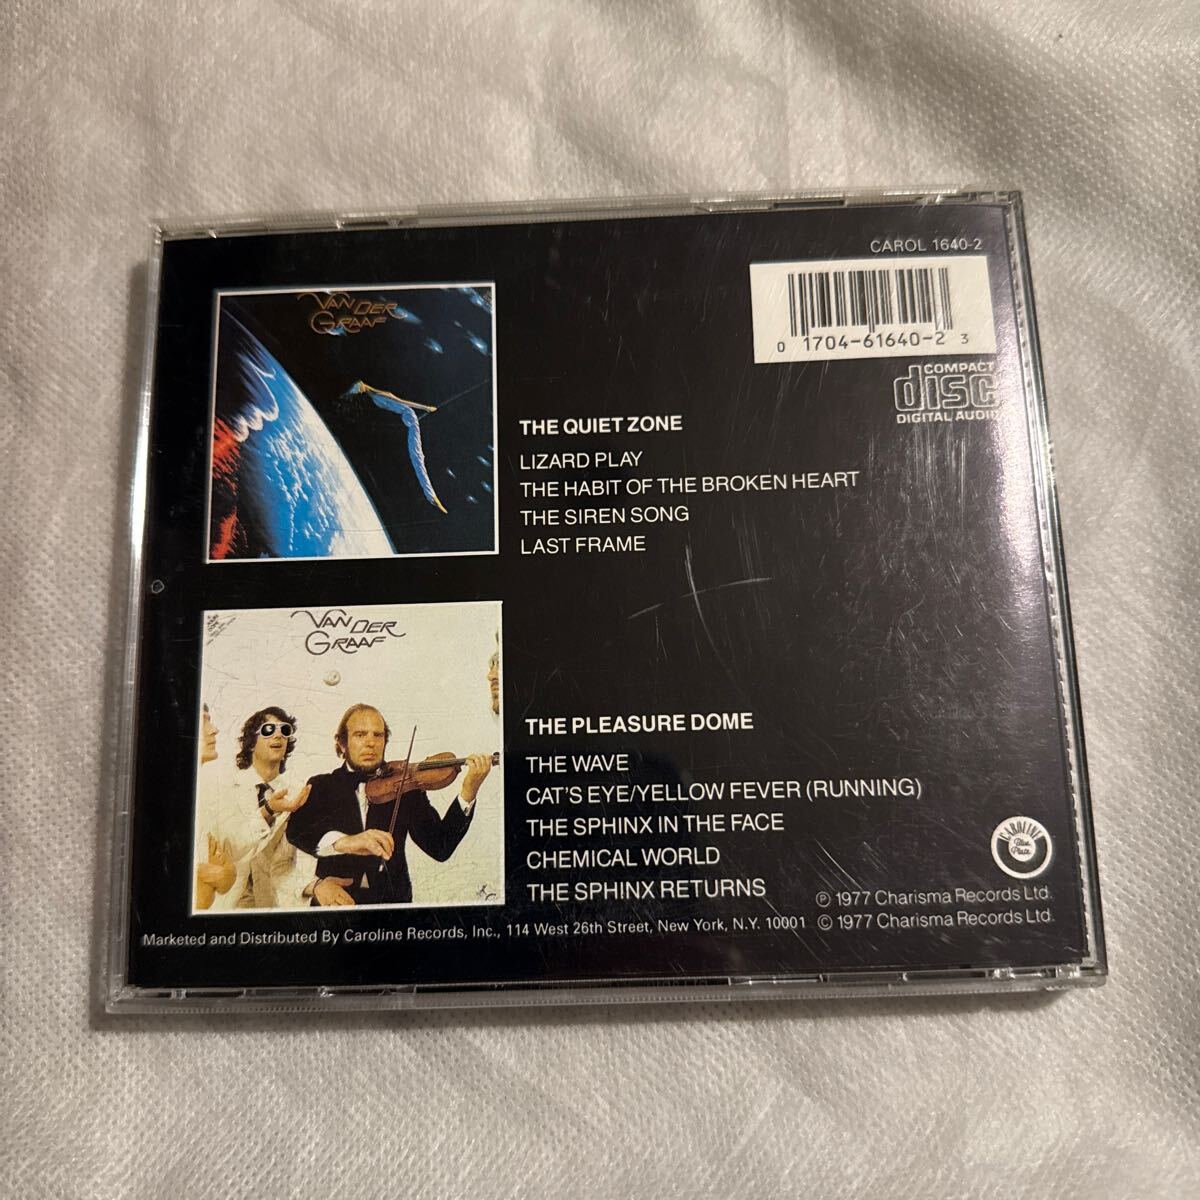 CAROL 1640-2
0 1704-61640-2 3
COMPACT
disc
DIGITAL AUDIO
VAN DER
GRAAF
THE QUIET ZONE
LIZARD PLAY
THE HABIT OF THE BROKEN HEART
THE SIREN SONG
LAST FRAME
VAN DER
GRAAF
THE PLEASURE DOME
THE WAVE
CAT'S EYE/YELLOW FEVER (RUNNING)
THE SPHINX IN THE FACE
CHEMICAL WORLD
THE SPHINX RETURNS
CAROLINE
Blue
Plate
℗ 1977 Charisma Records Ltd.
© 1977 Charisma Records Ltd.
Marketed and Distributed By Caroline Records, Inc., 114 West 26th Street, New York, N.Y. 10001